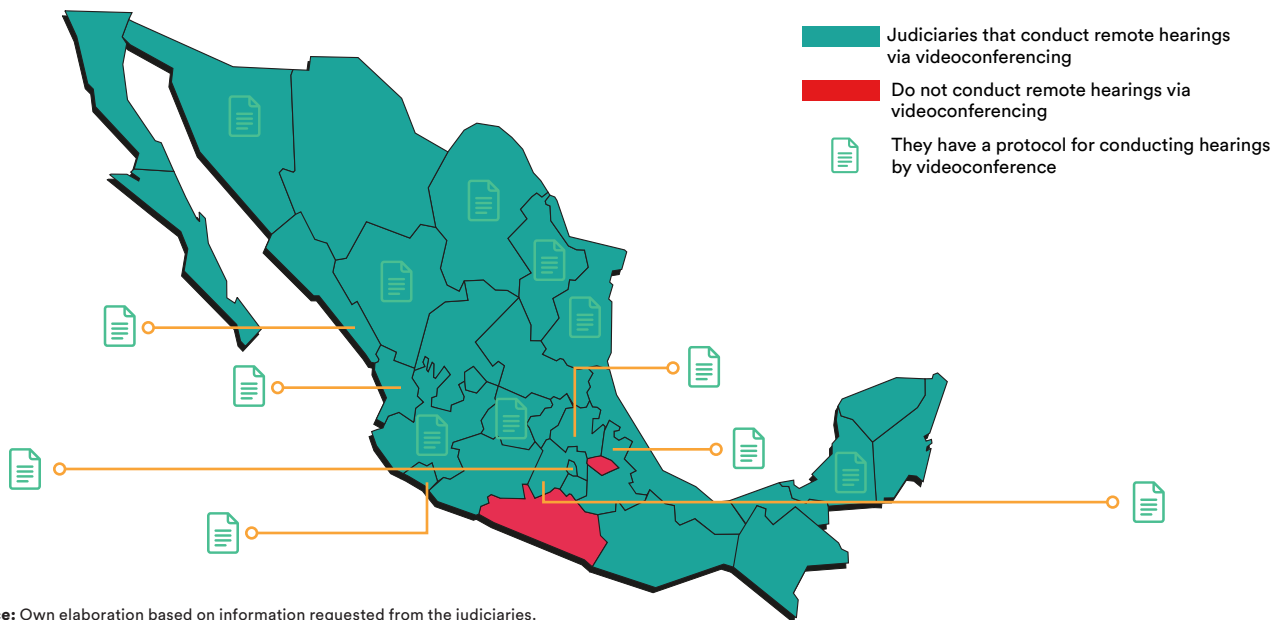 Judiciaries that conduct remote hearings
via videoconferencing
Do not conduct remote hearings via
videoconferencing
They have a protocol for conducting hearings
by videoconference
ce: Own elaboration based on information requested from the judiciaries.